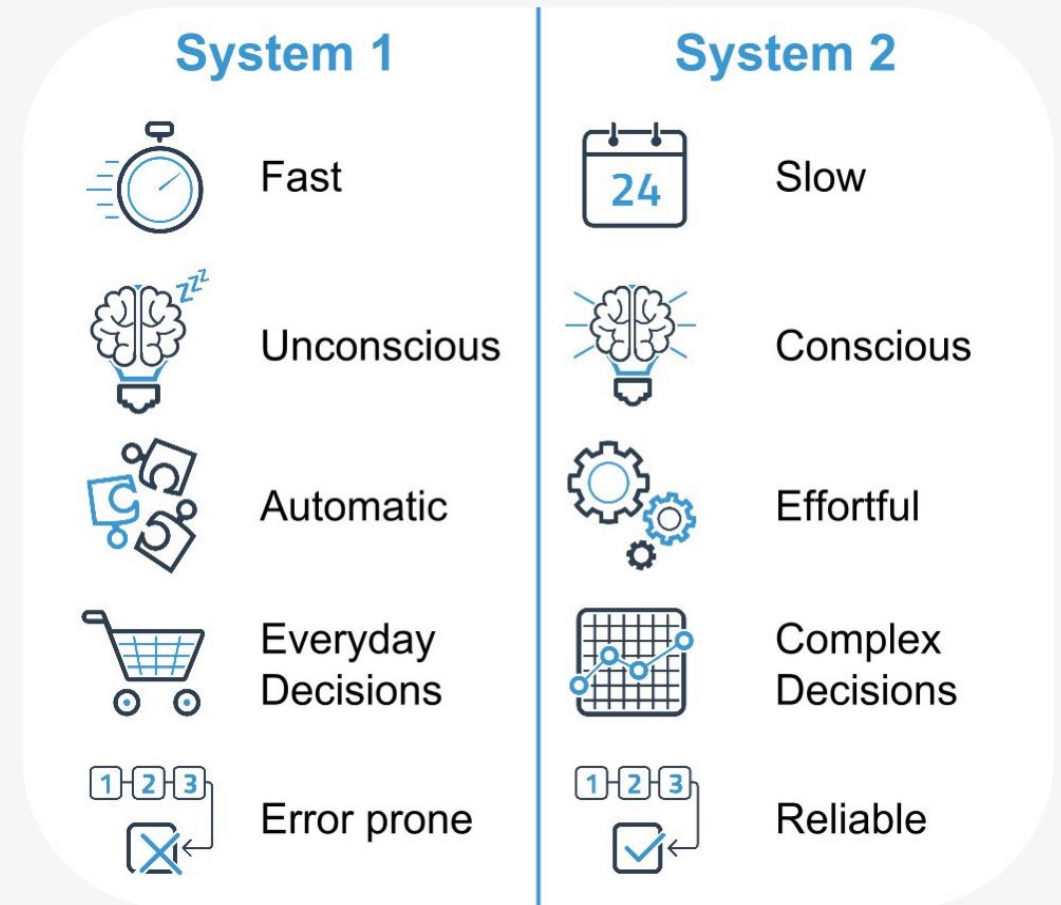 System 1
System 2
Fast
24
Slow
zzz
Unconscious
Conscious
Automatic
Effortful
Everyday
Decisions
Complex
Decisions
1 2 3
Error prone
1 2 3
Reliable